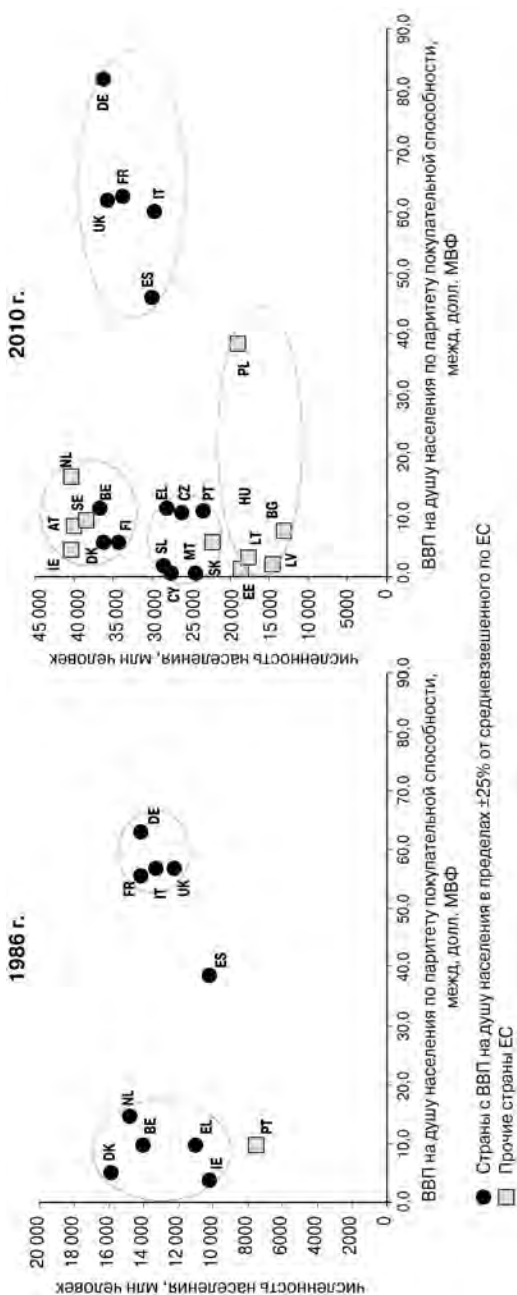 1986 г.
ЧИСЛЕННОСТЬ НАСЕЛЕНИЯ, МЛН ЧЕЛОВЕК
20 000
18 000
16 000
14 000
12 000
10 000
8000
6000
4000
2000
0
DK
NL
BE
EL
IE
PT
ES
FR
DE
IT
UK
0,0
10,0
20,0
30,0
40,0
50,0
60,0
70,0
80,0
90,0
ВВП на душу населения по паритету покупательной способности,
межд. долл. МВФ
2010 г.
ЧИСЛЕННОСТЬ НАСЕЛЕНИЯ, МЛН ЧЕЛОВЕК
45 000
40 000
35 000
30 000
25 000
20 000
15 000
10 000
5000
0
IE
AT
SE
NL
DK
BE
FI
SL
EL
CY
MT
CZ
PT
SK
HU
EE
LT
LV
BG
PL
ES
UK
FR
IT
DE
0,0
10,0
20,0
30,0
40,0
50,0
60,0
70,0
80,0
90,0
ВВП на душу населения по паритету покупательной способности,
межд. долл. МВФ
Страны с ВВП на душу населения в пределах ±25% от средневзвешенного по ЕС
Прочие страны ЕС